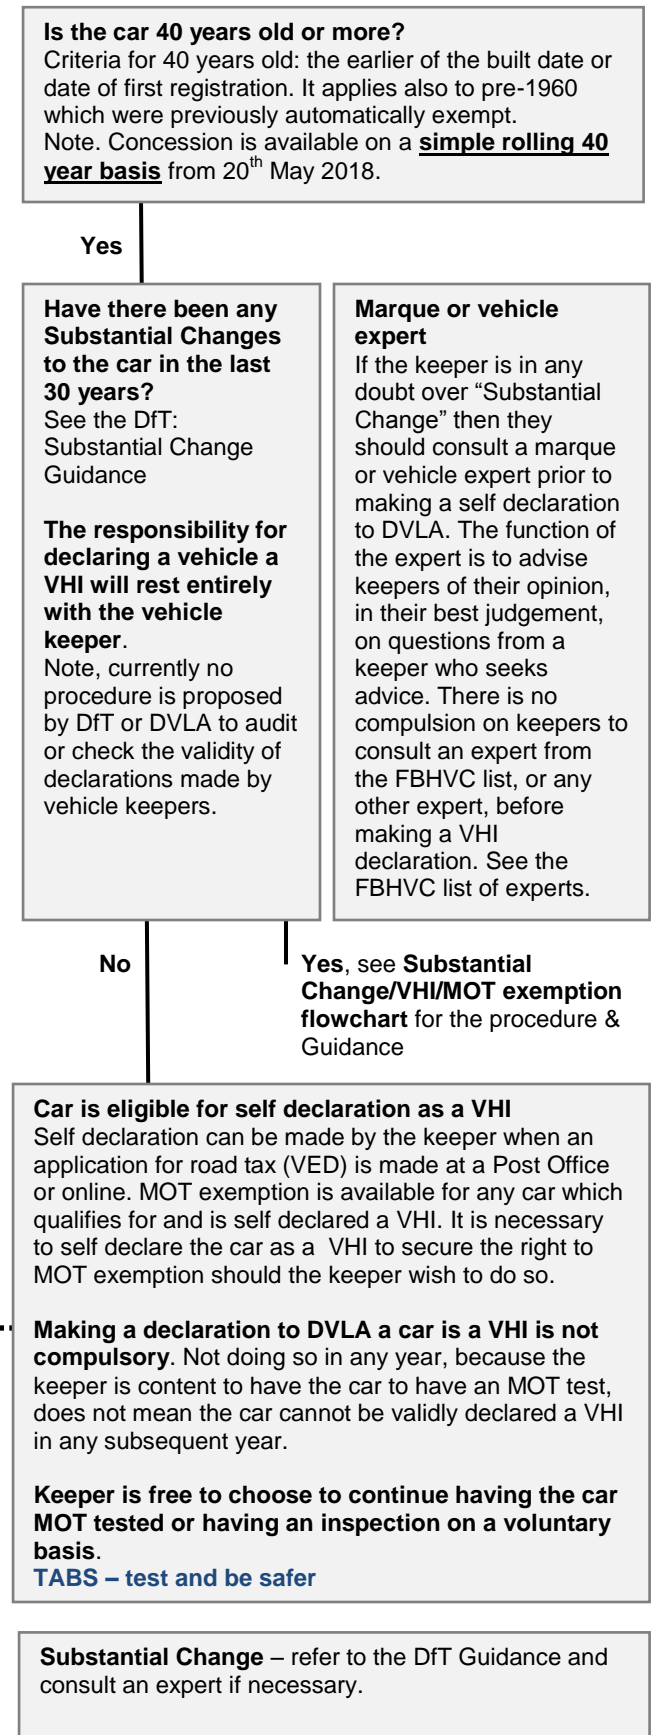 Is the car 40 years old or more?
Criteria for 40 years old: the earlier of the built date or
date of first registration. It applies also to pre-1960
which were previously automatically exempt.
Note. Concession is available on a simple rolling 40
year basis from 20th May 2018.
Yes
Have there been any
Substantial Changes
to the car in the last
30 years?
See the DfT:
Substantial Change
Guidance
The responsibility for
declaring a vehicle a
VHI will rest entirely
with the vehicle
keeper.
Note, currently no
procedure is proposed
by DfT or DVLA to audit
or check the validity of
declarations made by
vehicle keepers.
Marque or vehicle
expert
If the keeper is in any
doubt over “Substantial
Change” then they
should consult a marque
or vehicle expert prior to
making a self declaration
to DVLA. The function of
the expert is to advise
keepers of their opinion,
in their best judgement,
on questions from a
keeper who seeks
advice. There is no
compulsion on keepers to
consult an expert from
the FBHVC list, or any
other expert, before
making a VHI
declaration. See the
FBHVC list of experts.
No
Yes, see Substantial
Change/VHI/MOT exemption
flowchart for the procedure &
Guidance
Car is eligible for self declaration as a VHI
Self declaration can be made by the keeper when an
application for road tax (VED) is made at a Post Office
or online. MOT exemption is available for any car which
qualifies for and is self declared a VHI. It is necessary
to self declare the car as a VHI to secure the right to
MOT exemption should the keeper wish to do so.
Making a declaration to DVLA a car is a VHI is not
compulsory. Not doing so in any year, because the
keeper is content to have the car to have an MOT test,
does not mean the car cannot be validly declared a VHI
in any subsequent year.
Keeper is free to choose to continue having the car
MOT tested or having an inspection on a voluntary
basis.
TABS – test and be safer
Substantial Change – refer to the DfT Guidance and
consult an expert if necessary.